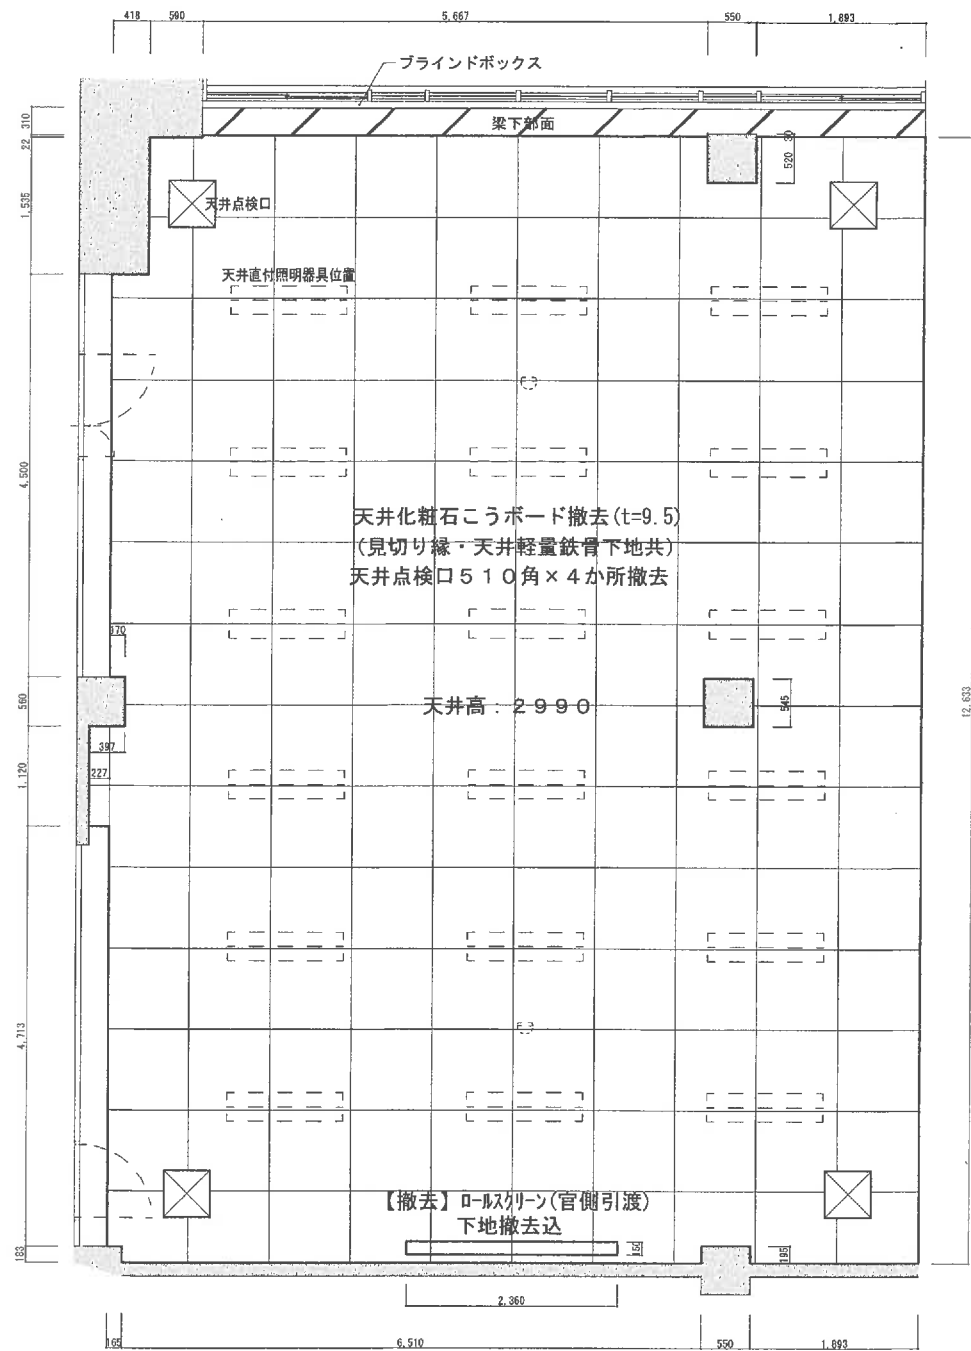 418
590
5,667
550
1,893
ブラインドボックス
310
梁下部面
22
30
520
1,535
天井点検口
天井直付照明器具位置
4,500
天井化粧石こうボード撤去(t=9.5)
(見切り縁・天井軽量鉄骨下地共)
天井点検口510角×4か所撤去
170
560
天井高：2990
545
12,633
397
1,120
227
4,713
【撤去】ロールスクリーン(官側引渡)
下地撤去込
150
183
195
2,360
165
6,510
550
1,893